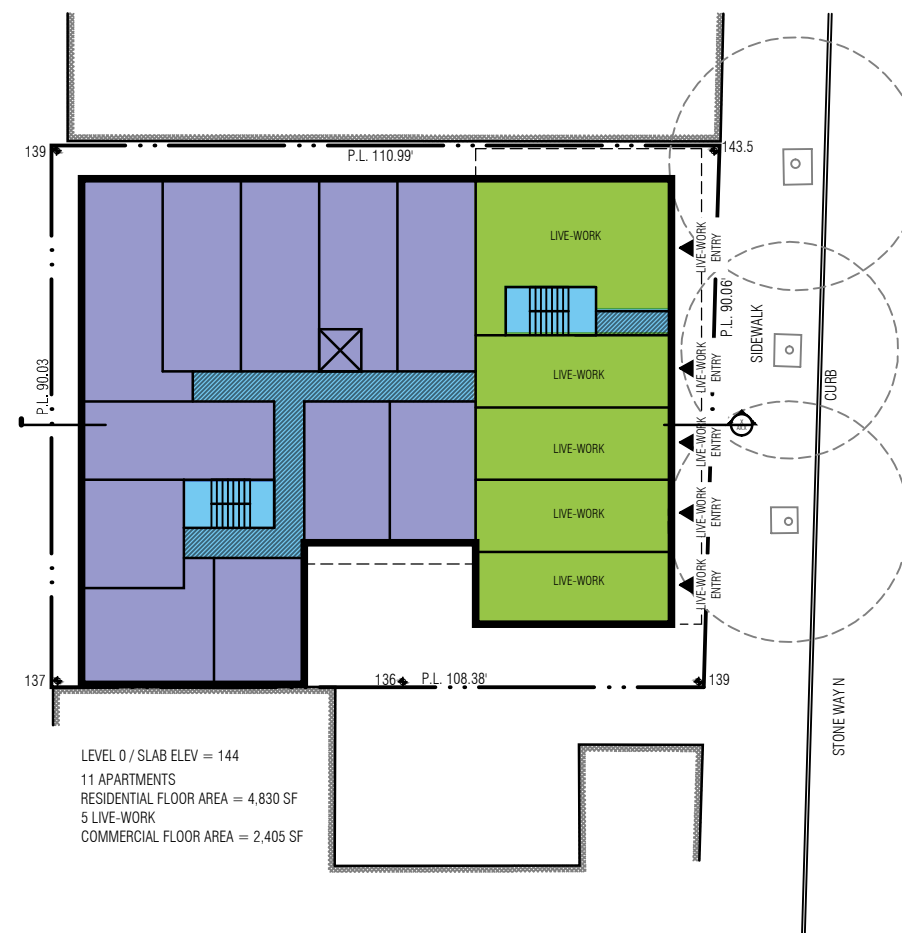 139
P.L. 110.99'
143.5
LIVE-WORK
LIVE-WORK
ENTRY
P.L. 90.06'
SIDEWALK
P.L. 90.03
LIVE-WORK
LIVE-WORK
ENTRY
CURB
LIVE-WORK
LIVE-WORK
ENTRY
LIVE-WORK
LIVE-WORK
ENTRY
LIVE-WORK
LIVE-WORK
ENTRY
137
136
P.L. 108.38'
139
STONE WAY N
LEVEL 0 / SLAB ELEV = 144
11 APARTMENTS
RESIDENTIAL FLOOR AREA = 4,830 SF
5 LIVE-WORK
COMMERCIAL FLOOR AREA = 2,405 SF